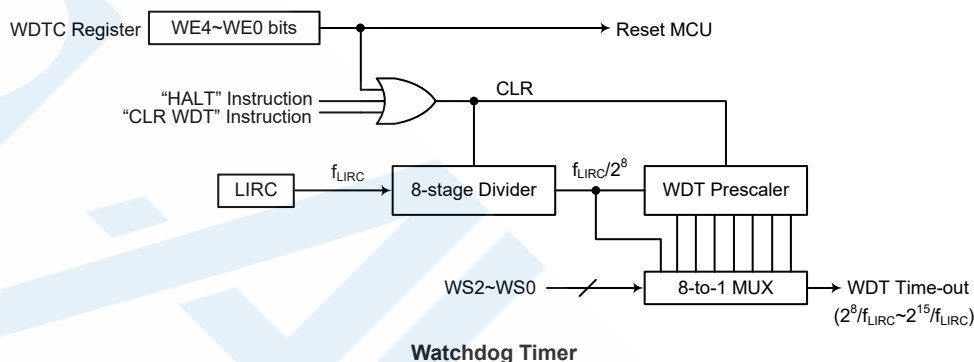 WDTC Register WE4~WE0 bits Reset MCU
CLR
“HALT” Instruction
“CLR WDT” Instruction
fLIRC fLIRC/2⁸
LIRC 8-stage Divider WDT Prescaler
WS2~WS0 8-to-1 MUX WDT Time-out
(2⁸/fLIRC~2¹⁵/fLIRC)
Watchdog Timer